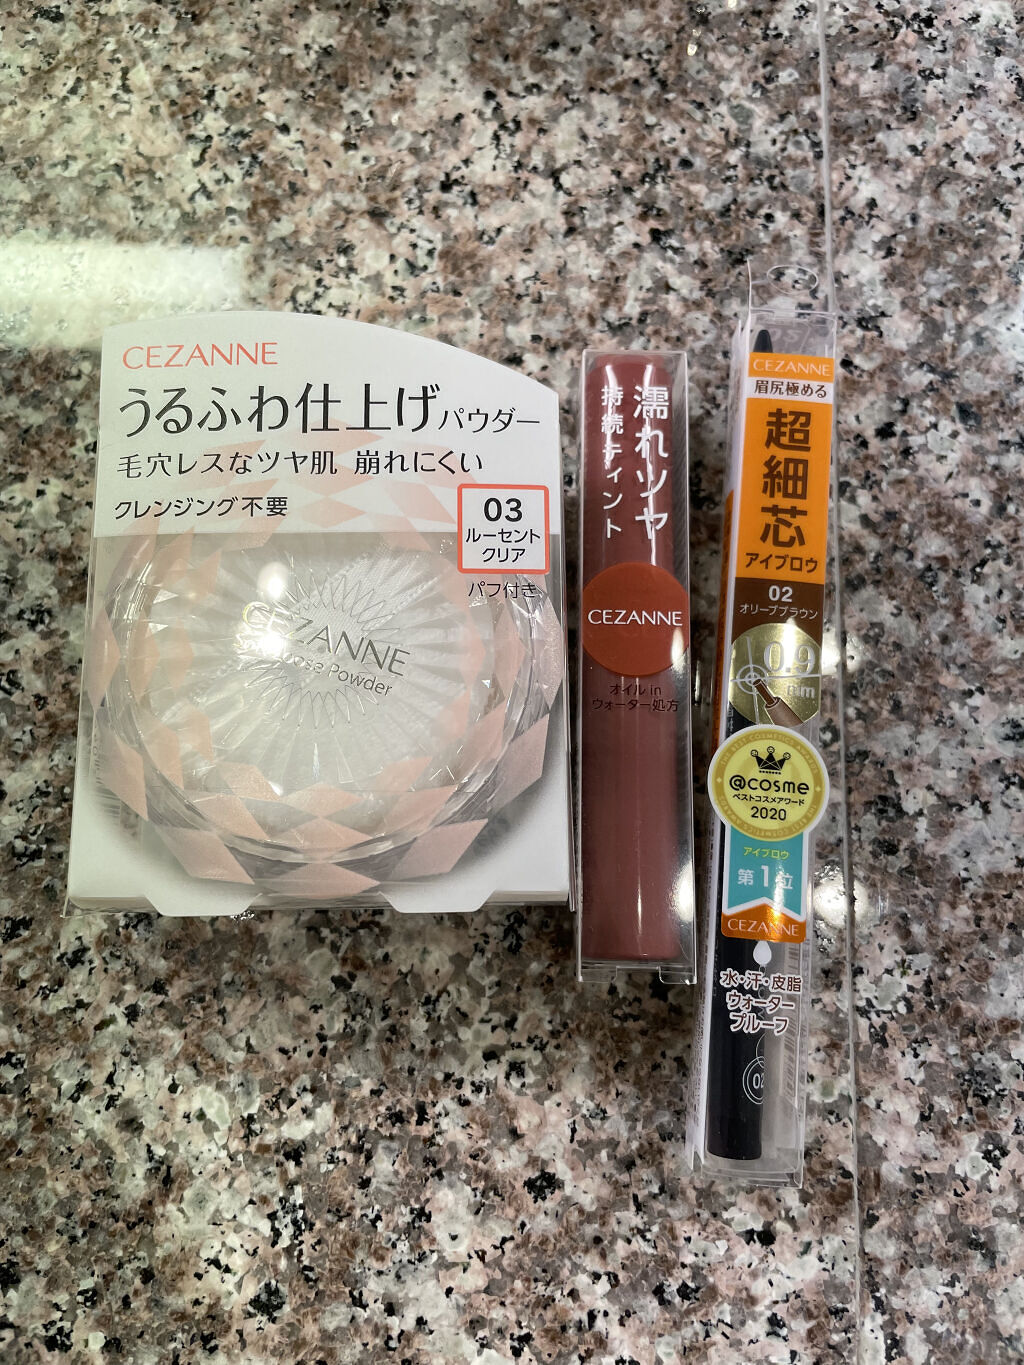 CEZANNE
うるふわ仕上げパウダー
毛穴レスなツヤ肌 崩れにくい
クレンジング不要
03
ルーセント
クリア
パフ付き
CEZANNE
Loose Powder
濡れツヤ
持続ティント
CEZANNE
オイル in
ウォーター処方
CEZANNE
眉尻極める
超細芯
アイブロウ
02
オリーブブラウン
0.9
mm
@cosme
ベストコスメアワード
2020
アイブロウ
第1位
CEZANNE
水・汗・皮脂
ウォーター
プルーフ
02